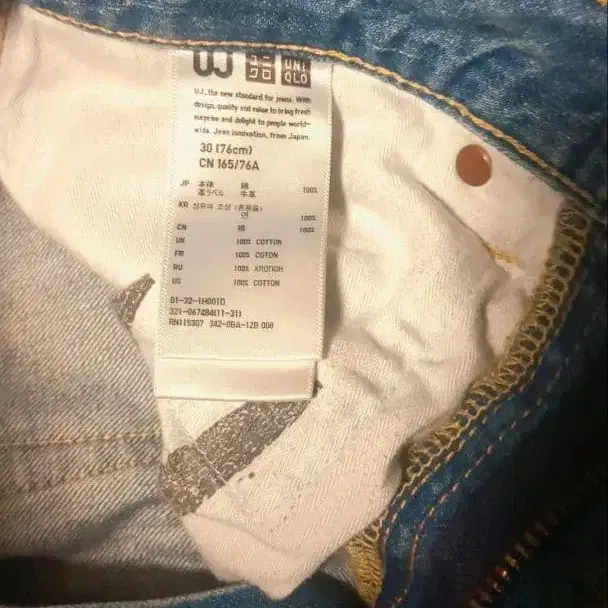 UJ ユニクロ UNIQLO
UJ, the new standard for jeans. With
design, quality and value to bring fresh
surprise and delight to people world-
wide. Jean innovation, from Japan.
30 (76cm)
CN 165/76A
JP 本体 綿 100%
革ラベル 牛革
KR 섬유의 조성 (혼용율)
면 100%
CN 棉 100%
UK 100% COTTON
FR 100% COTON
RU 100% ХЛОПОК
US 100% COTTON
01-32-1H001D
321-067484(11-31)
RN115307 342-0BA-12B 008